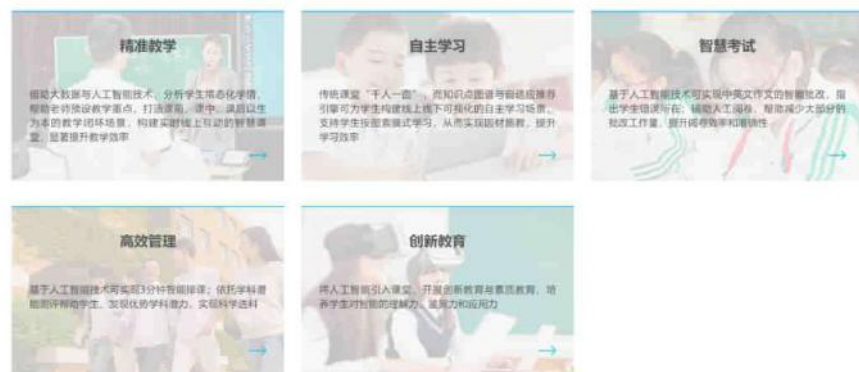 精准教学
借助大数据与人工智能技术,分析学生常态化学情,
帮助老师预设教学重点,打造课前、课中、课后以生
为本的教学闭环场景,构建实时线上互动的智慧课
堂,显著提升教学效率
自主学习
传统课堂“千人一面”,而知识点图谱与自适应推荐
引擎可为学生构建线上线下可视化的自主学习场景,
支持学生按图索骥式学习,从而实现因材施教,提升
学习效率
智慧考试
基于人工智能技术可实现中英文作文的智能批改,指
出学生错误所在;辅助人工阅卷,帮助减少大部分的
批改工作量,提升阅卷效率和准确性
高效管理
基于人工智能技术可实现3分钟智能排课;依托学科潜
能测评帮助学生,发现优势学科潜力,实现科学选科
创新教育
将人工智能引入课堂,开展创新教育与素质教育,培
养学生对智能的理解力、发展力和应用力